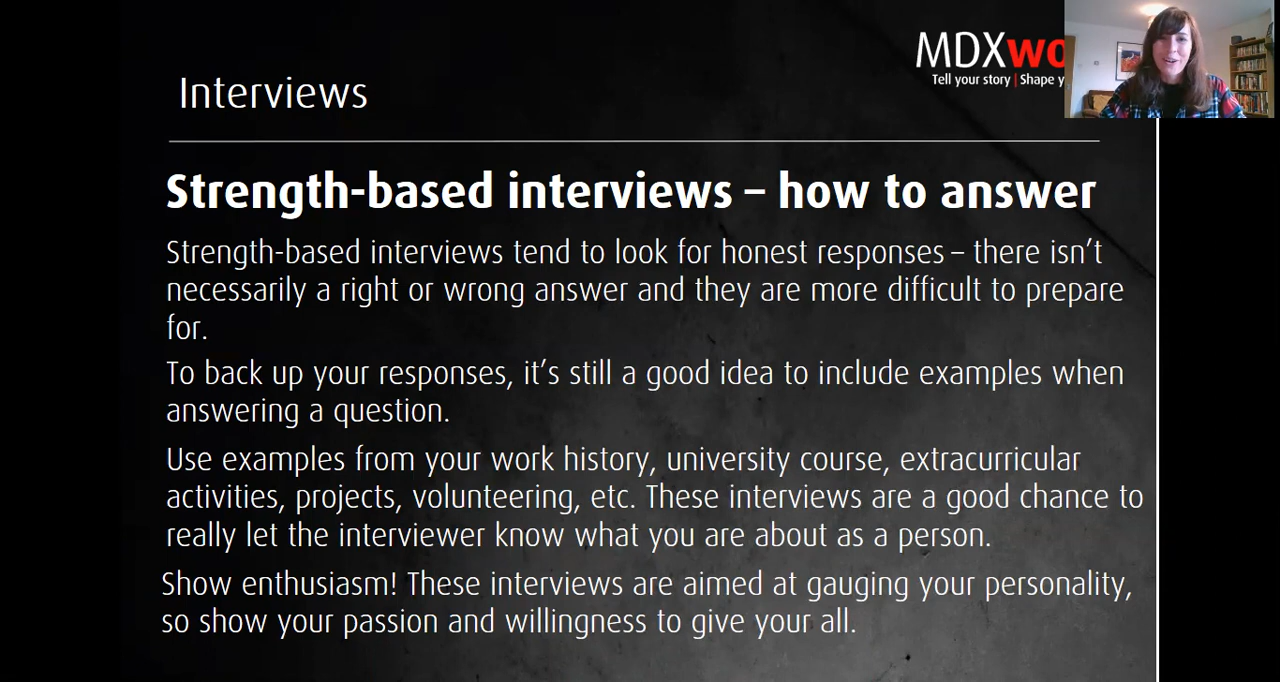 MDXwo
Tell your story | Shape y
Interviews
Strength-based interviews – how to answer
Strength-based interviews tend to look for honest responses – there isn’t
necessarily a right or wrong answer and they are more difficult to prepare
for.
To back up your responses, it’s still a good idea to include examples when
answering a question.
Use examples from your work history, university course, extracurricular
activities, projects, volunteering, etc. These interviews are a good chance to
really let the interviewer know what you are about as a person.
Show enthusiasm! These interviews are aimed at gauging your personality,
so show your passion and willingness to give your all.